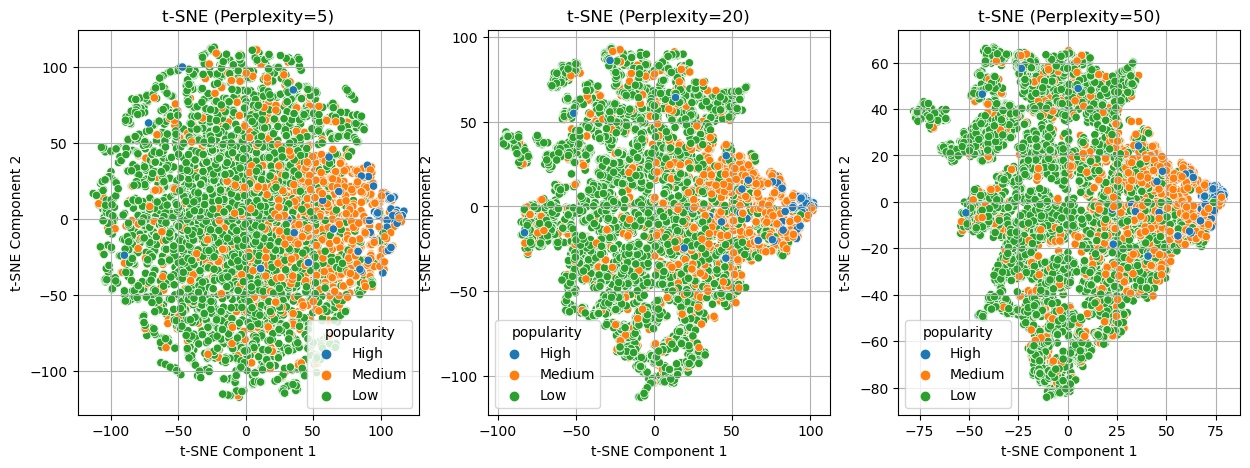 t-SNE (Perplexity=5)
t-SNE Component 2
100
50
0
−50
−100
−100
−50
0
50
100
t-SNE Component 1
popularity
High
Medium
Low
t-SNE (Perplexity=20)
t-SNE Component 2
100
50
0
−50
−100
−100
−50
0
50
100
t-SNE Component 1
popularity
High
Medium
Low
t-SNE (Perplexity=50)
t-SNE Component 2
60
40
20
0
−20
−40
−60
−80
−75
−50
−25
0
25
50
75
t-SNE Component 1
popularity
High
Medium
Low